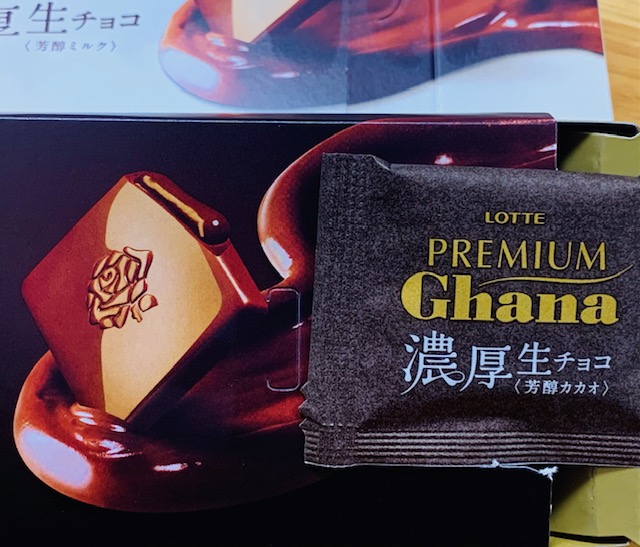 厚生チョコ
〈芳醇ミルク〉
LOTTE
PREMIUM
Ghana
濃厚生チョコ
〈芳醇カカオ〉